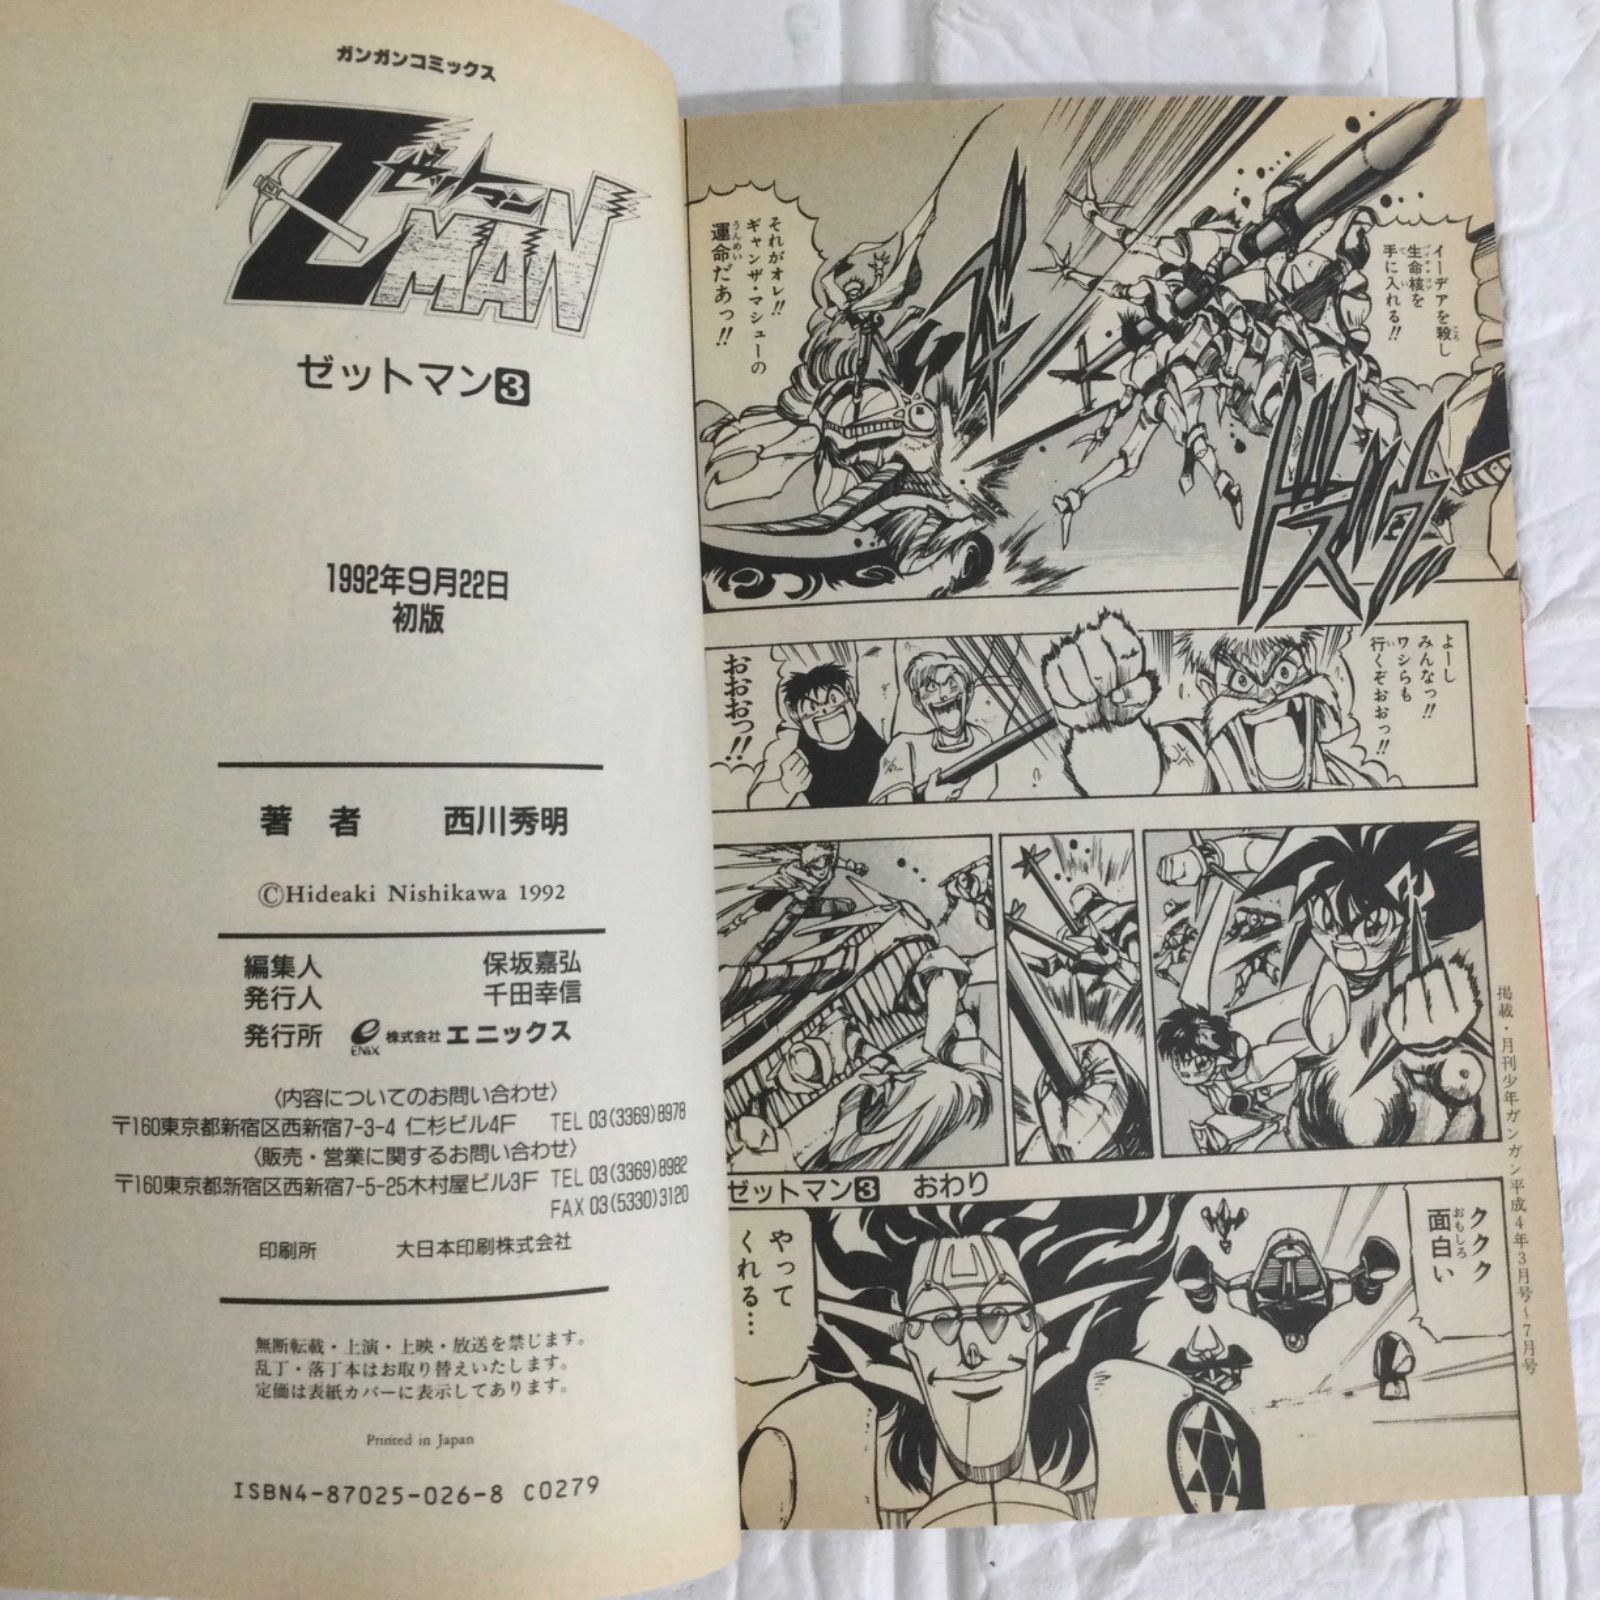 ガンガンコミックス
Z MAN
ゼットマン
ゼットマン3
1992年9月22日
初版
著者 西川秀明
©Hideaki Nishikawa 1992
編集人 保坂嘉弘
発行人 千田幸信
発行所 ENIX 株式会社エニックス
〈内容についてのお問い合わせ〉
〒160東京都新宿区西新宿7-3-4 仁杉ビル4F TEL 03(3369)8978
〈販売・営業に関するお問い合わせ〉
〒160東京都新宿区西新宿7-5-25木村屋ビル3F TEL 03(3369)8982
FAX 03(5330)3120
印刷所 大日本印刷株式会社
無断転載・上演・上映・放送を禁じます。
乱丁・落丁本はお取り替えいたします。
定価は表紙カバーに表示してあります。
Printed in Japan
ISBN4-87025-026-8 C0279
イーデアを殺し
生命核を
手に入れる!!
それがオレ!!
ギャンザ・マシューの
運命だあっ!!
ドズゥウ!!
よーし
みんなっ!!
ワシらも
行くぞおおっ!!
おおおっ!!
ククク
面白い
やって
くれる…
ゼットマン3 おわり
掲載・月刊少年ガンガン平成4年3月号~7月号